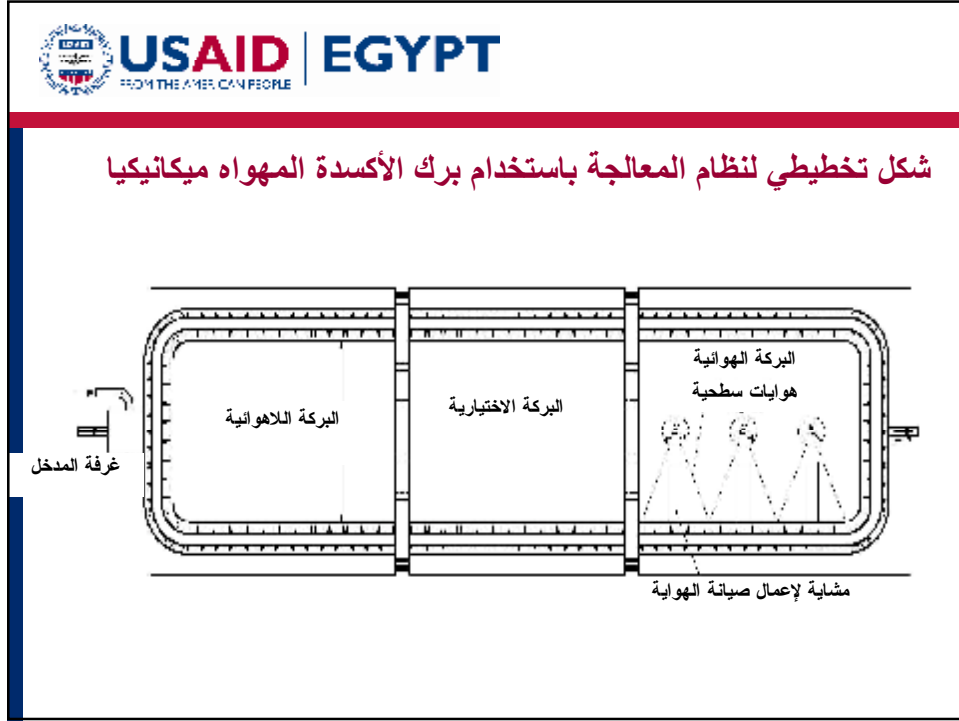 USAID | EGYPT
FROM THE AMERICAN PEOPLE
شكل تخطيطي لنظام المعالجة باستخدام برك الأكسدة المهواه ميكانيكيا
البركة الهوائية
هوايات سطحية
البركة الاختيارية
البركة اللاهوائية
غرفة المدخل
مشاية لإعمال صيانة الهواية